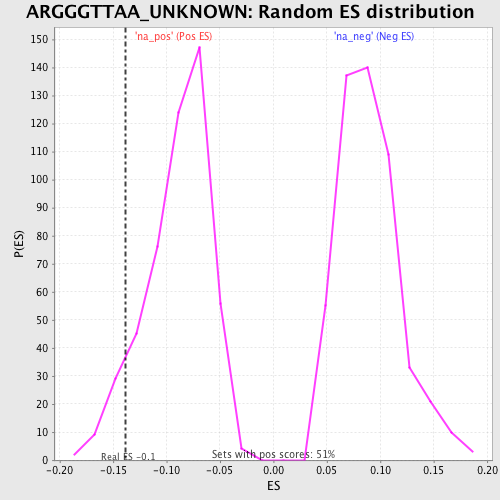 ARGGGTTAA_UNKNOWN: Random ES distribution
'na_pos' (Pos ES)
'na_neg' (Neg ES)
150
140
130
120
110
100
90
80
70
60
50
40
30
20
10
0
P(ES)
Real ES -0.1
Sets with pos scores: 51%
-0.20 -0.15 -0.10 -0.05 0.00 0.05 0.10 0.15 0.20
ES